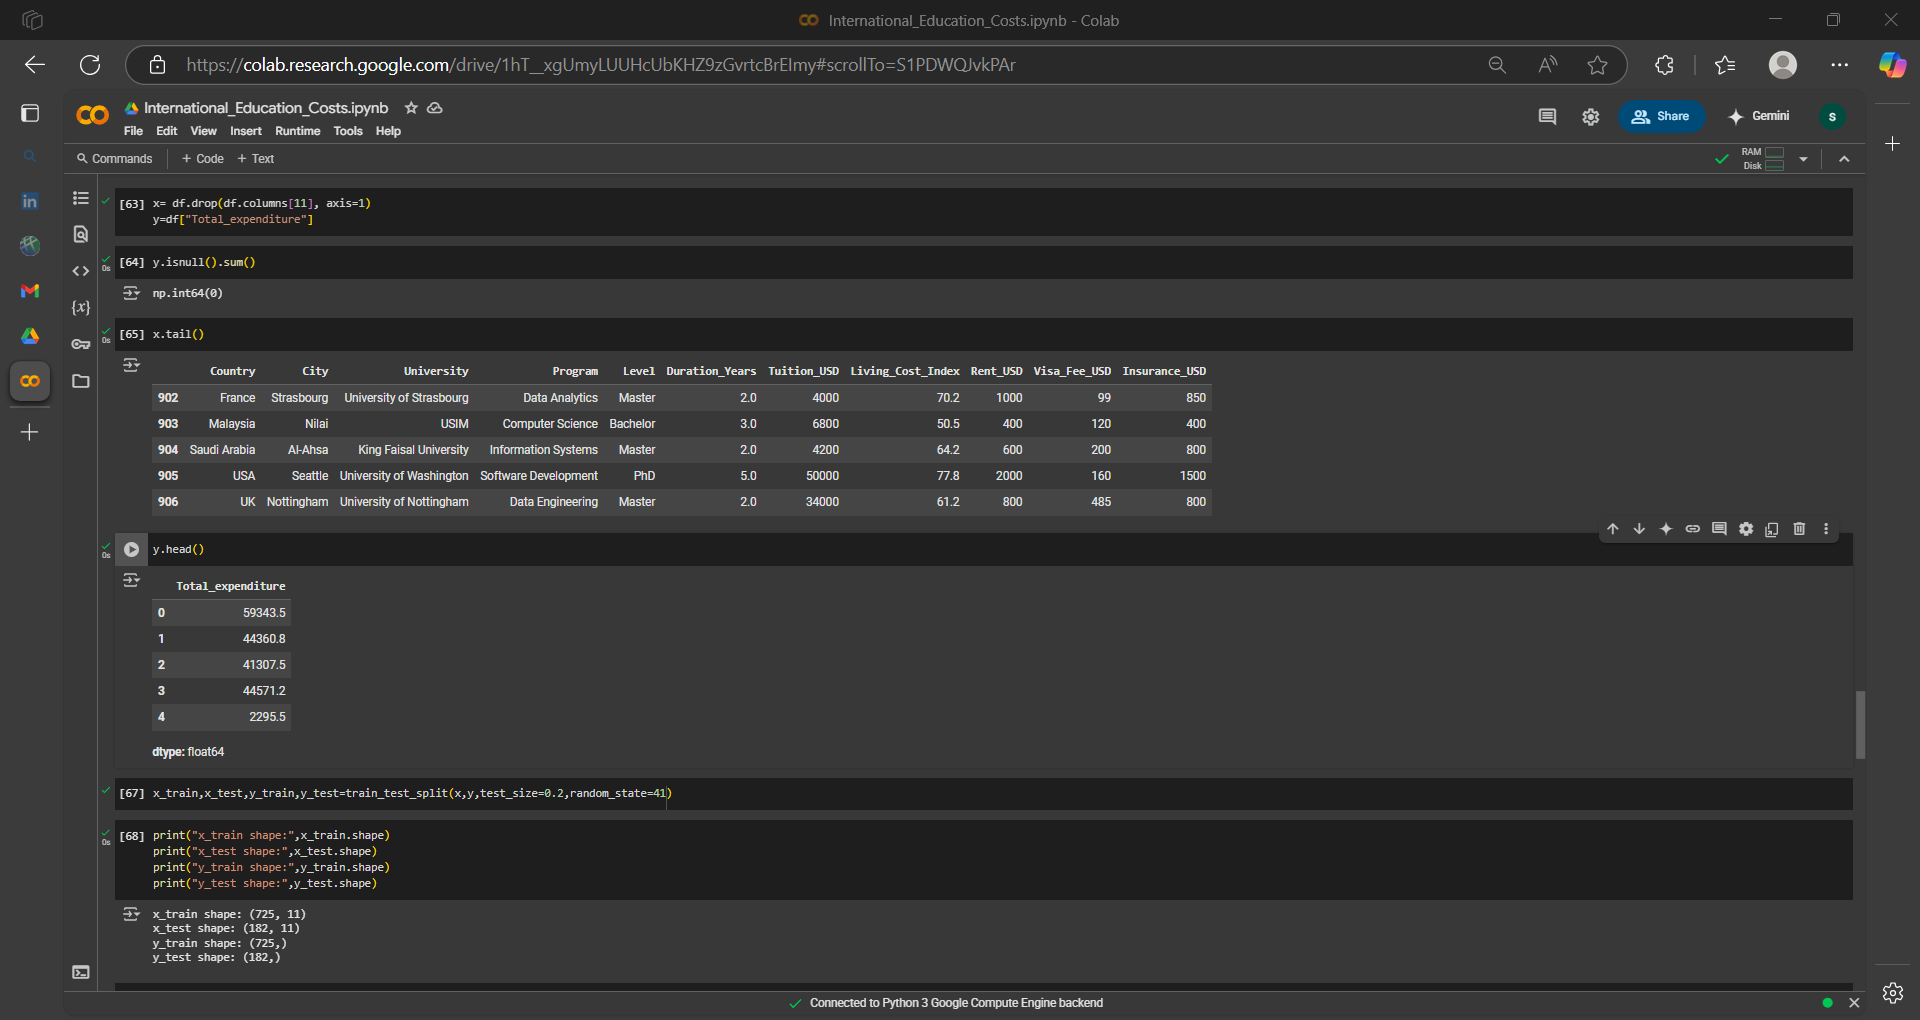 International_Education_Costs.ipynb - Colab
https://colab.research.google.com/drive/1hT__xgUmyLUUHcUbKHZ9zGvrtcBrEImy#scrollTo=S1PDWQJvkPAr
International_Education_Costs.ipynb
File Edit View Insert Runtime Tools Help
Share
Gemini
S
Commands + Code + Text
RAM
Disk
[63] x= df.drop(df.columns[11], axis=1)
y=df["Total_expenditure"]
[64] y.isnull().sum()
0s
np.int64(0)
[65] x.tail()
0s
Country City University Program Level Duration_Years Tuition_USD Living_Cost_Index Rent_USD Visa_Fee_USD Insurance_USD
902 France Strasbourg University of Strasbourg Data Analytics Master 2.0 4000 70.2 1000 99 850
903 Malaysia Nilai USIM Computer Science Bachelor 3.0 6800 50.5 400 120 400
904 Saudi Arabia Al-Ahsa King Faisal University Information Systems Master 2.0 4200 64.2 600 200 800
905 USA Seattle University of Washington Software Development PhD 5.0 50000 77.8 2000 160 1500
906 UK Nottingham University of Nottingham Data Engineering Master 2.0 34000 61.2 800 485 800
y.head()
0s
Total_expenditure
0 59343.5
1 44360.8
2 41307.5
3 44571.2
4 2295.5
dtype: float64
[67] x_train,x_test,y_train,y_test=train_test_split(x,y,test_size=0.2,random_state=41)
[68] print("x_train shape:",x_train.shape)
0s
print("x_test shape:",x_test.shape)
print("y_train shape:",y_train.shape)
print("y_test shape:",y_test.shape)
x_train shape: (725, 11)
x_test shape: (182, 11)
y_train shape: (725,)
y_test shape: (182,)
Connected to Python 3 Google Compute Engine backend